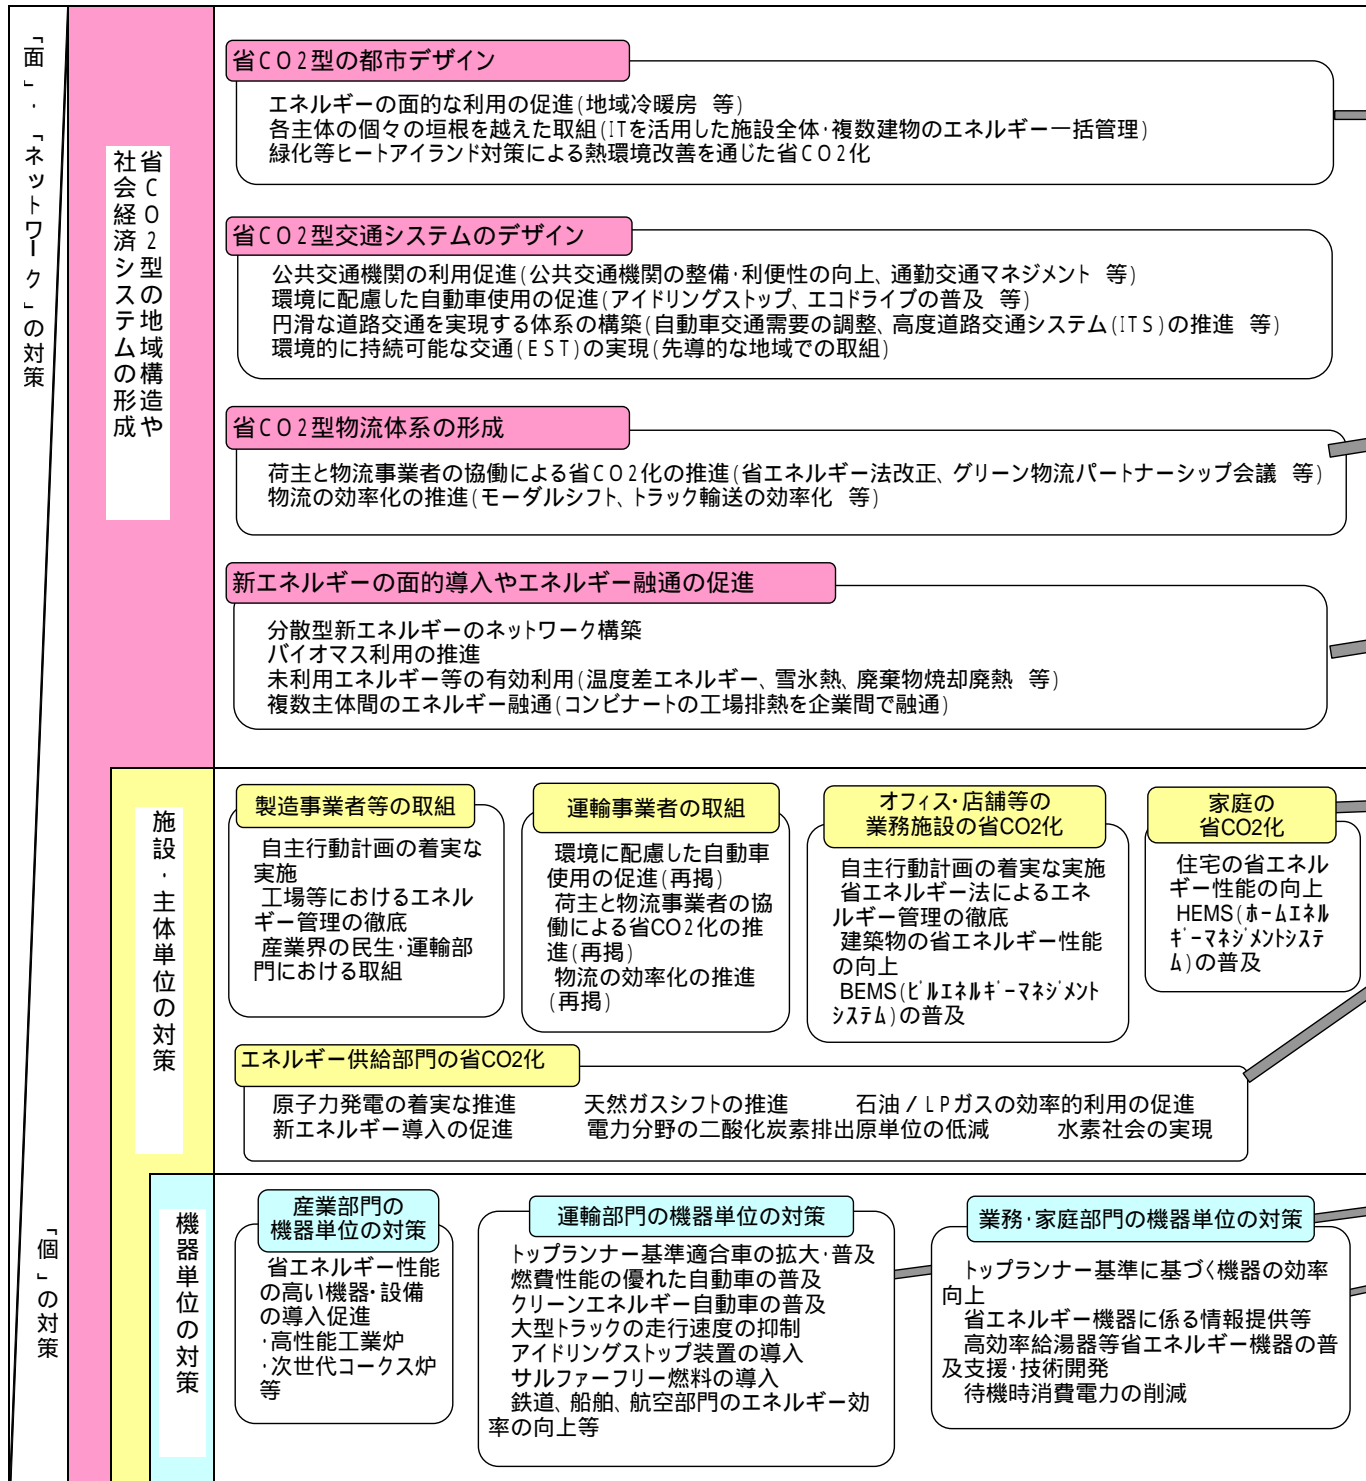 「面」・「ネットワーク」の対策
「個」の対策
省CO2型の地域構造や
社会経済システムの形成
省CO2型の都市デザイン
エネルギーの面的な利用の促進(地域冷暖房 等)
各主体の個々の垣根を越えた取組(ITを活用した施設全体・複数建物のエネルギー一括管理)
緑化等ヒートアイランド対策による熱環境改善を通じた省CO2化
省CO2型交通システムのデザイン
公共交通機関の利用促進(公共交通機関の整備・利便性の向上、通勤交通マネジメント 等)
環境に配慮した自動車使用の促進(アイドリングストップ、エコドライブの普及 等)
円滑な道路交通を実現する体系の構築(自動車交通需要の調整、高度道路交通システム(ITS)の推進 等)
環境的に持続可能な交通(EST)の実現(先導的な地域での取組)
省CO2型物流体系の形成
荷主と物流事業者の協働による省CO2化の推進(省エネルギー法改正、グリーン物流パートナーシップ会議 等)
物流の効率化の推進(モーダルシフト、トラック輸送の効率化 等)
新エネルギーの面的導入やエネルギー融通の促進
分散型新エネルギーのネットワーク構築
バイオマス利用の推進
未利用エネルギー等の有効利用(温度差エネルギー、雪氷熱、廃棄物焼却廃熱 等)
複数主体間のエネルギー融通(コンビナートの工場排熱を企業間で融通)
施設・主体単位の対策
製造事業者等の取組
自主行動計画の着実な
実施
工場等におけるエネル
ギー管理の徹底
産業界の民生・運輸部
門における取組
運輸事業者の取組
環境に配慮した自動車
使用の促進(再掲)
荷主と物流事業者の協
働による省CO2化の推
進(再掲)
物流の効率化の推進
(再掲)
オフィス・店舗等の
業務施設の省CO2化
自主行動計画の着実な実施
省エネルギー法によるエネ
ルギー管理の徹底
建築物の省エネルギー性能
の向上
BEMS(ビルエネルギーマネジメント
システム)の普及
家庭の
省CO2化
住宅の省エネル
ギー性能の向上
HEMS(ホームエネル
ギーマネジメントシステ
ム)の普及
エネルギー供給部門の省CO2化
原子力発電の着実な推進 天然ガスシフトの推進 石油/LPガスの効率的利用の促進
新エネルギー導入の促進 電力分野の二酸化炭素排出原単位の低減 水素社会の実現
機器単位の対策
産業部門の
機器単位の対策
省エネルギー性能
の高い機器・設備
の導入促進
・高性能工業炉
・次世代コークス炉
等
運輸部門の機器単位の対策
トップランナー基準適合車の拡大・普及
燃費性能の優れた自動車の普及
クリーンエネルギー自動車の普及
大型トラックの走行速度の抑制
アイドリングストップ装置の導入
サルファーフリー燃料の導入
鉄道、船舶、航空部門のエネルギー効
率の向上等
業務・家庭部門の機器単位の対策
トップランナー基準に基づく機器の効率
向上
省エネルギー機器に係る情報提供等
高効率給湯器等省エネルギー機器の普
及支援・技術開発
待機時消費電力の削減